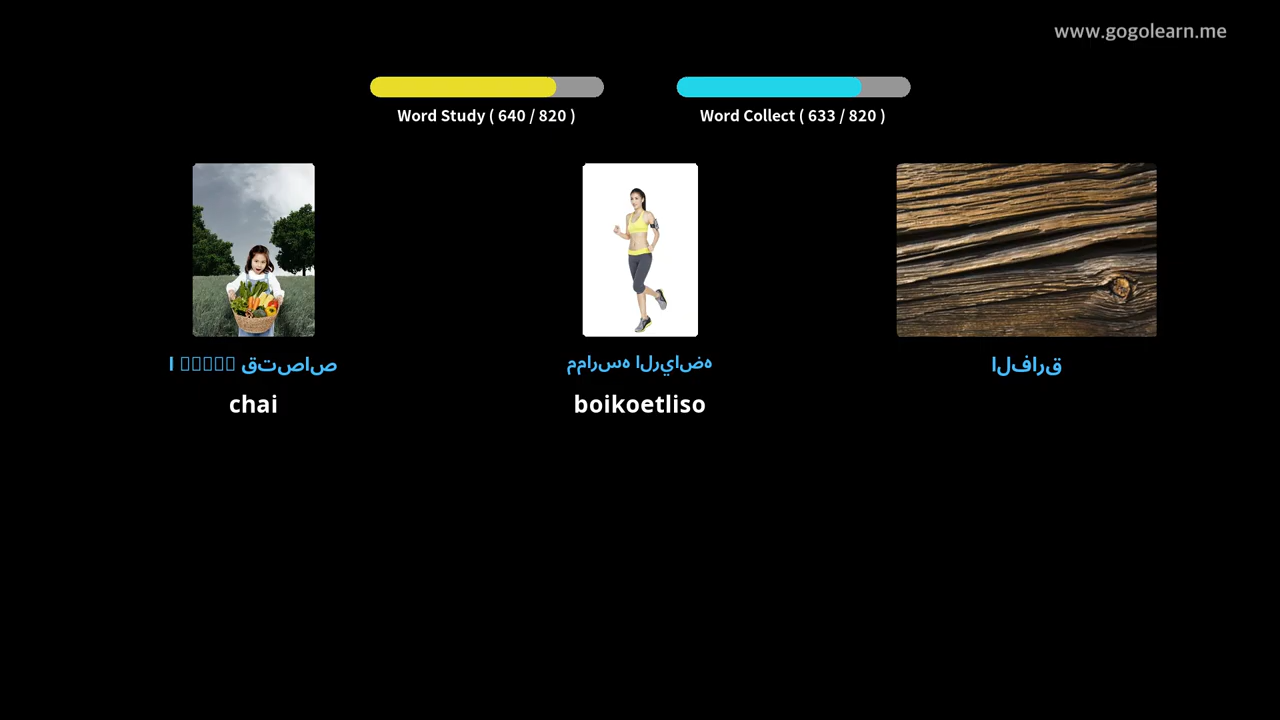 www.gogolearn.me
Word Study ( 640 / 820 )
Word Collect ( 633 / 820 )
ا قتصاص
ممارسه الرياضه
الفارق
chai
boikoetliso